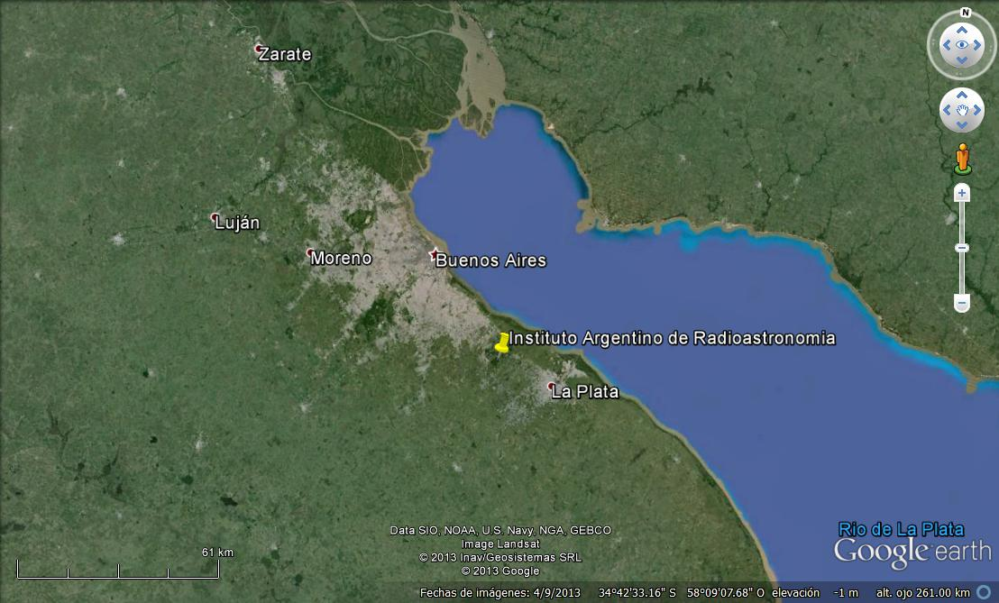 N
Zarate
Luján
Moreno
Buenos Aires
Instituto Argentino de Radioastronomia
La Plata
Rio de La Plata
Google earth
61 km
Data SIO, NOAA, U.S. Navy, NGA, GEBCO
Image Landsat
© 2013 Inav/Geosistemas SRL
© 2013 Google
Fechas de imágenes: 4/9/2013 34°42'33.16" S 58°09'07.68" O elevación -1 m alt. ojo 261.00 km